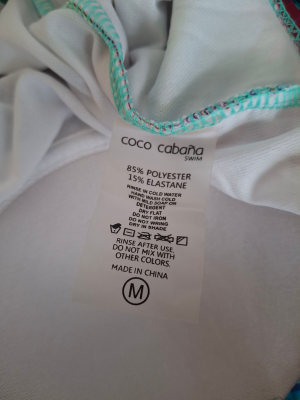 coco cabaña
SWIM
85% POLYESTER
15% ELASTANE
RINSE IN COLD WATER
HAND WASH COLD
WITH MILD SOAP OR
DETERGENT
DRY FLAT
DO NOT IRON
DO NOT WRING
DRY IN SHADE
RINSE AFTER USE.
DO NOT MIX WITH
OTHER COLORS.
MADE IN CHINA
M